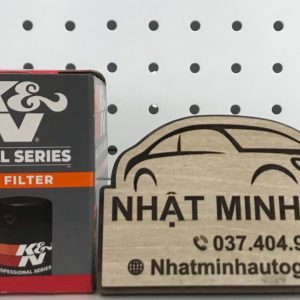 K&N
AL SERIES
FILTER
K&N
PROFESSIONAL SERIES
NHẬT MINH
037.404.9
Nhatminhautog